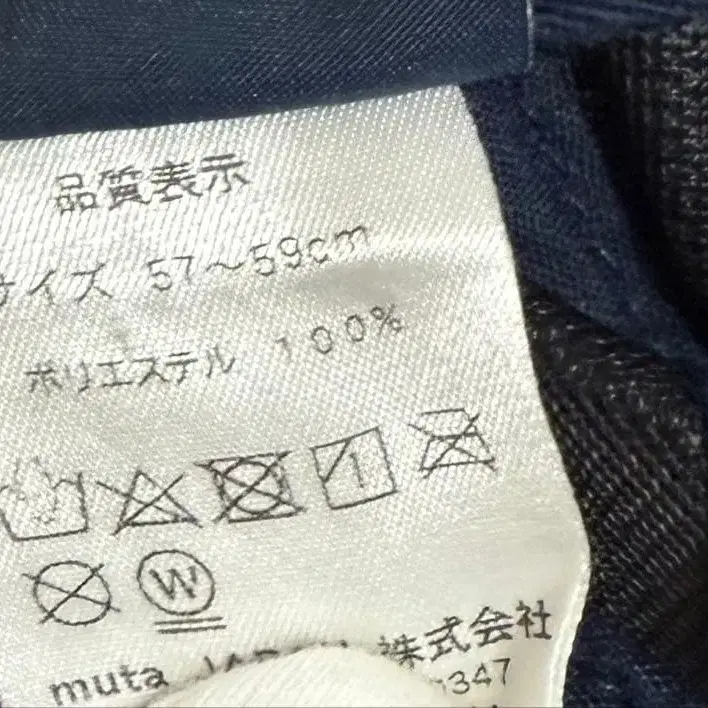 品質表示
サイズ 57～59cm
ポリエステル 100%
W
muta 株式会社
347